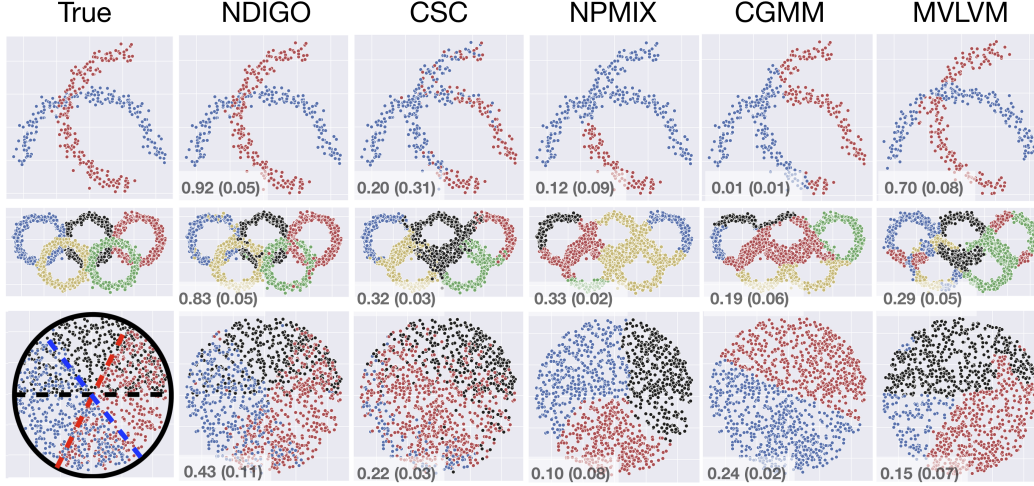 True NDIGO CSC NPMIX CGMM MVLVM
0.92 (0.05) 0.20 (0.31) 0.12 (0.09) 0.01 (0.01) 0.70 (0.08)
0.83 (0.05) 0.32 (0.03) 0.33 (0.02) 0.19 (0.06) 0.29 (0.05)
0.43 (0.11) 0.22 (0.03) 0.10 (0.08) 0.24 (0.02) 0.15 (0.07)